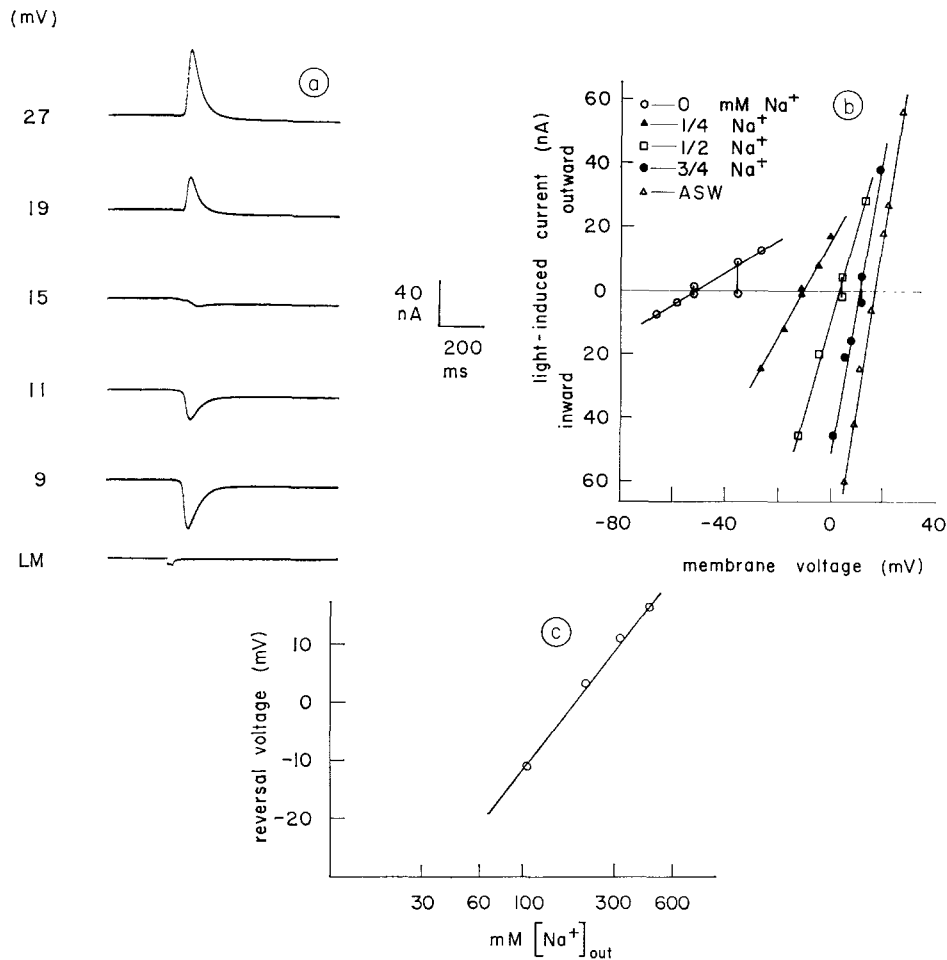 (mV)
27
19
15
11
9
LM
a
40
nA
200
ms
b
0 mM Na+
1/4 Na+
1/2 Na+
3/4 Na+
ASW
light-induced current (nA)
inward outward
60
40
20
0
20
40
60
-80
-40
0
40
membrane voltage (mV)
c
reversal voltage (mV)
10
0
-10
-20
30
60
100
300
600
mM [Na+]out